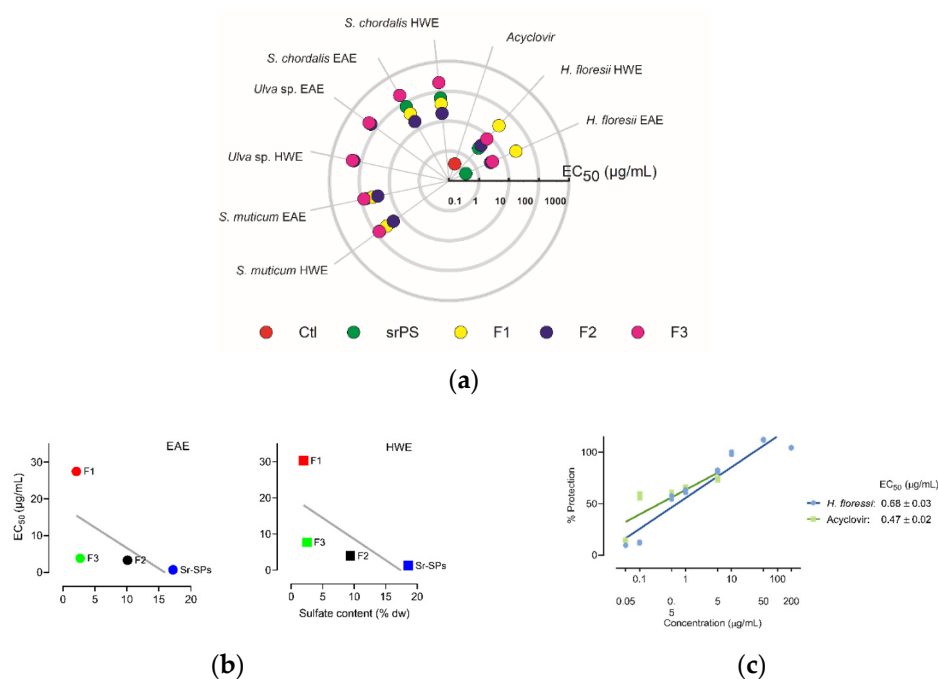 S. chordalis HWE
Acyclovir
S. chordalis EAE
H. floresii HWE
Ulva sp. EAE
H. floresii EAE
Ulva sp. HWE
EC50 (µg/mL)
0.1 1 10 100 1000
S. muticum EAE
S. muticum HWE
Ctl srPS F1 F2 F3
(a)
EAE
EC50 (µg/mL)
30
20
10
0
F1
F3
F2
Sr-SPs
0 5 10 15 20
HWE
30
20
10
0
F1
F3
F2
Sr-SPs
0 5 10 15 20
Sulfate content (% dw)
(b)
% Protection
100
50
0
0.1 1 10 100
0.05 0.5 5 50 200
Concentration (µg/mL)
EC50 (µg/mL)
H. floressi: 0.68 ± 0.03
Acyclovir: 0.47 ± 0.02
(c)